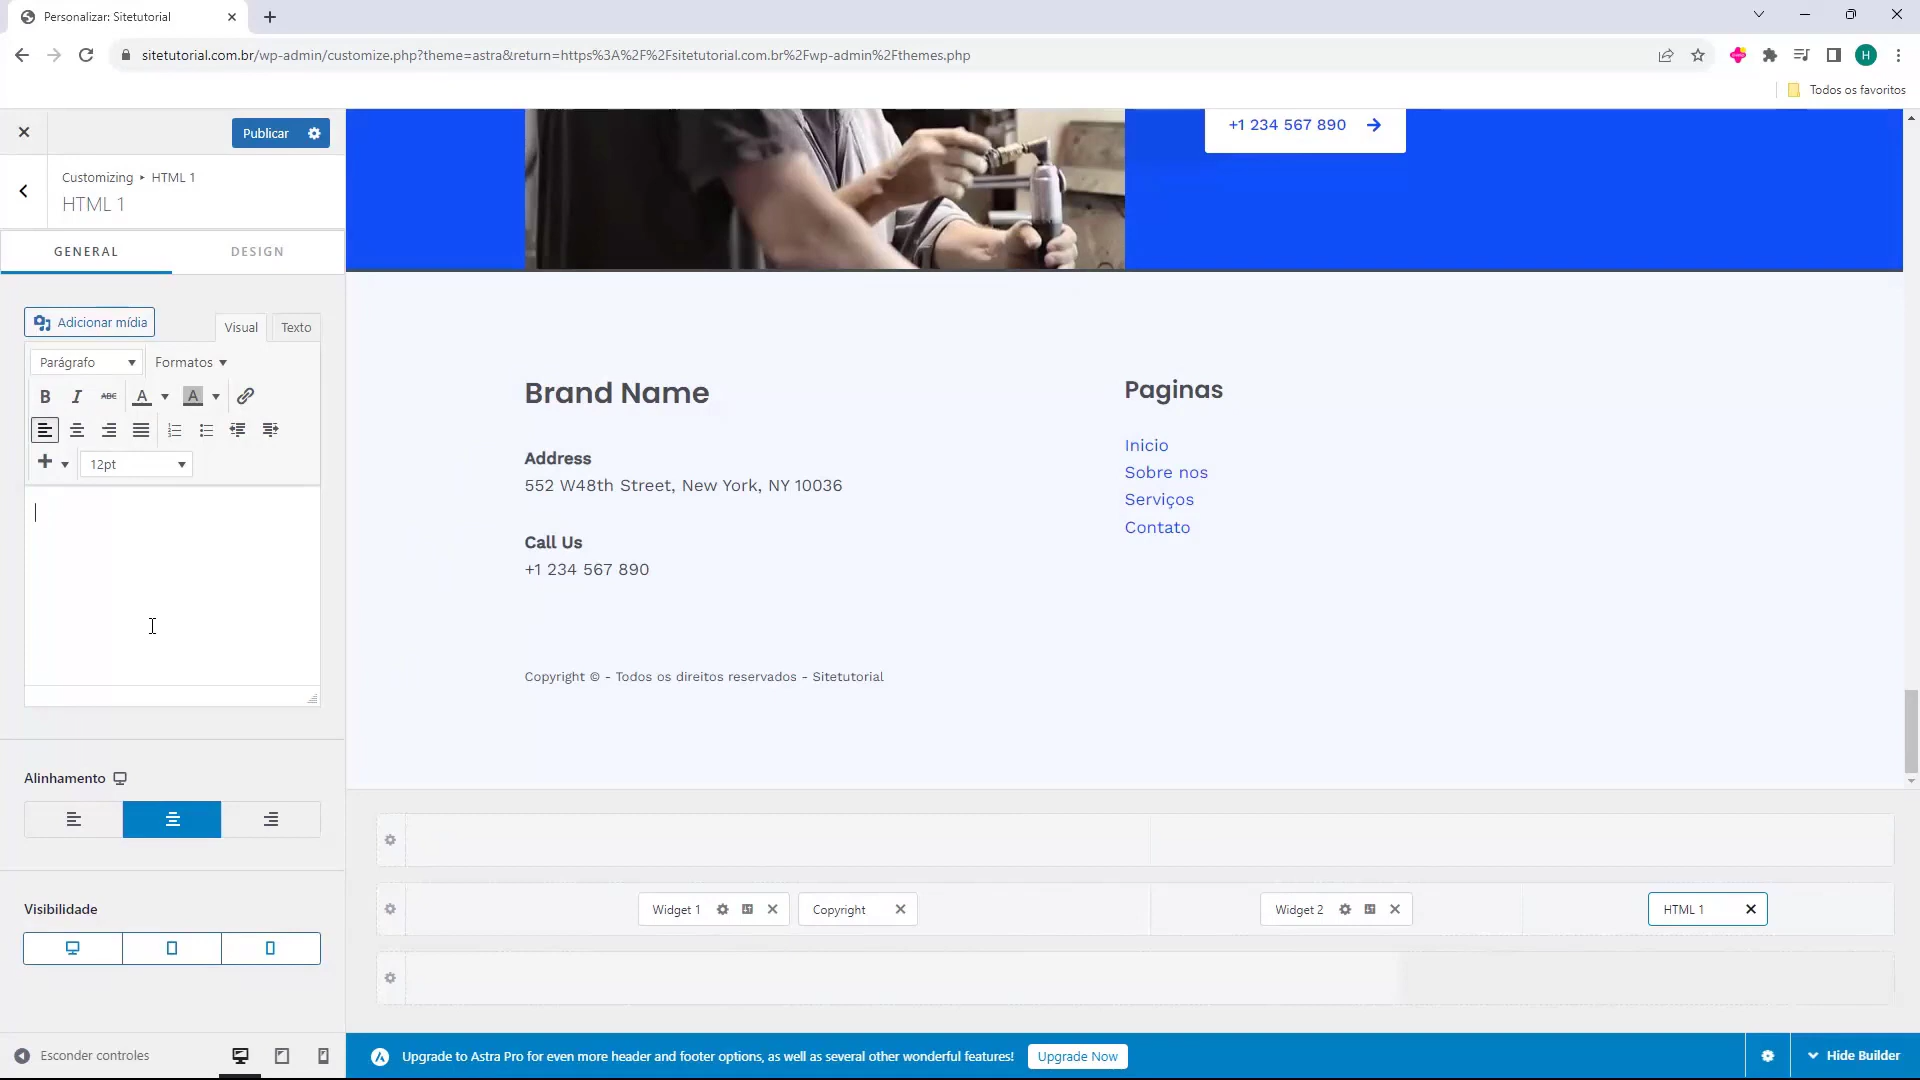 Personalizar: Sitetutorial
sitetutorial.com.br/wp-admin/customize.php?theme=astra&return=https%3A%2F%2Fsitetutorial.com.br%2Fwp-admin%2Fthemes.php
H
Todos os favoritos
Publicar
Customizing ▸ HTML 1
HTML 1
GENERAL
DESIGN
Adicionar mídia
Visual
Texto
Parágrafo
Formatos
B I ABC A A
12pt
Alinhamento
Visibilidade
Esconder controles
+1 234 567 890
Brand Name
Address
552 W48th Street, New York, NY 10036
Call Us
+1 234 567 890
Copyright © - Todos os direitos reservados - Sitetutorial
Paginas
Inicio
Sobre nos
Serviços
Contato
Widget 1
Copyright
Widget 2
HTML 1
Upgrade to Astra Pro for even more header and footer options, as well as several other wonderful features!
Upgrade Now
Hide Builder